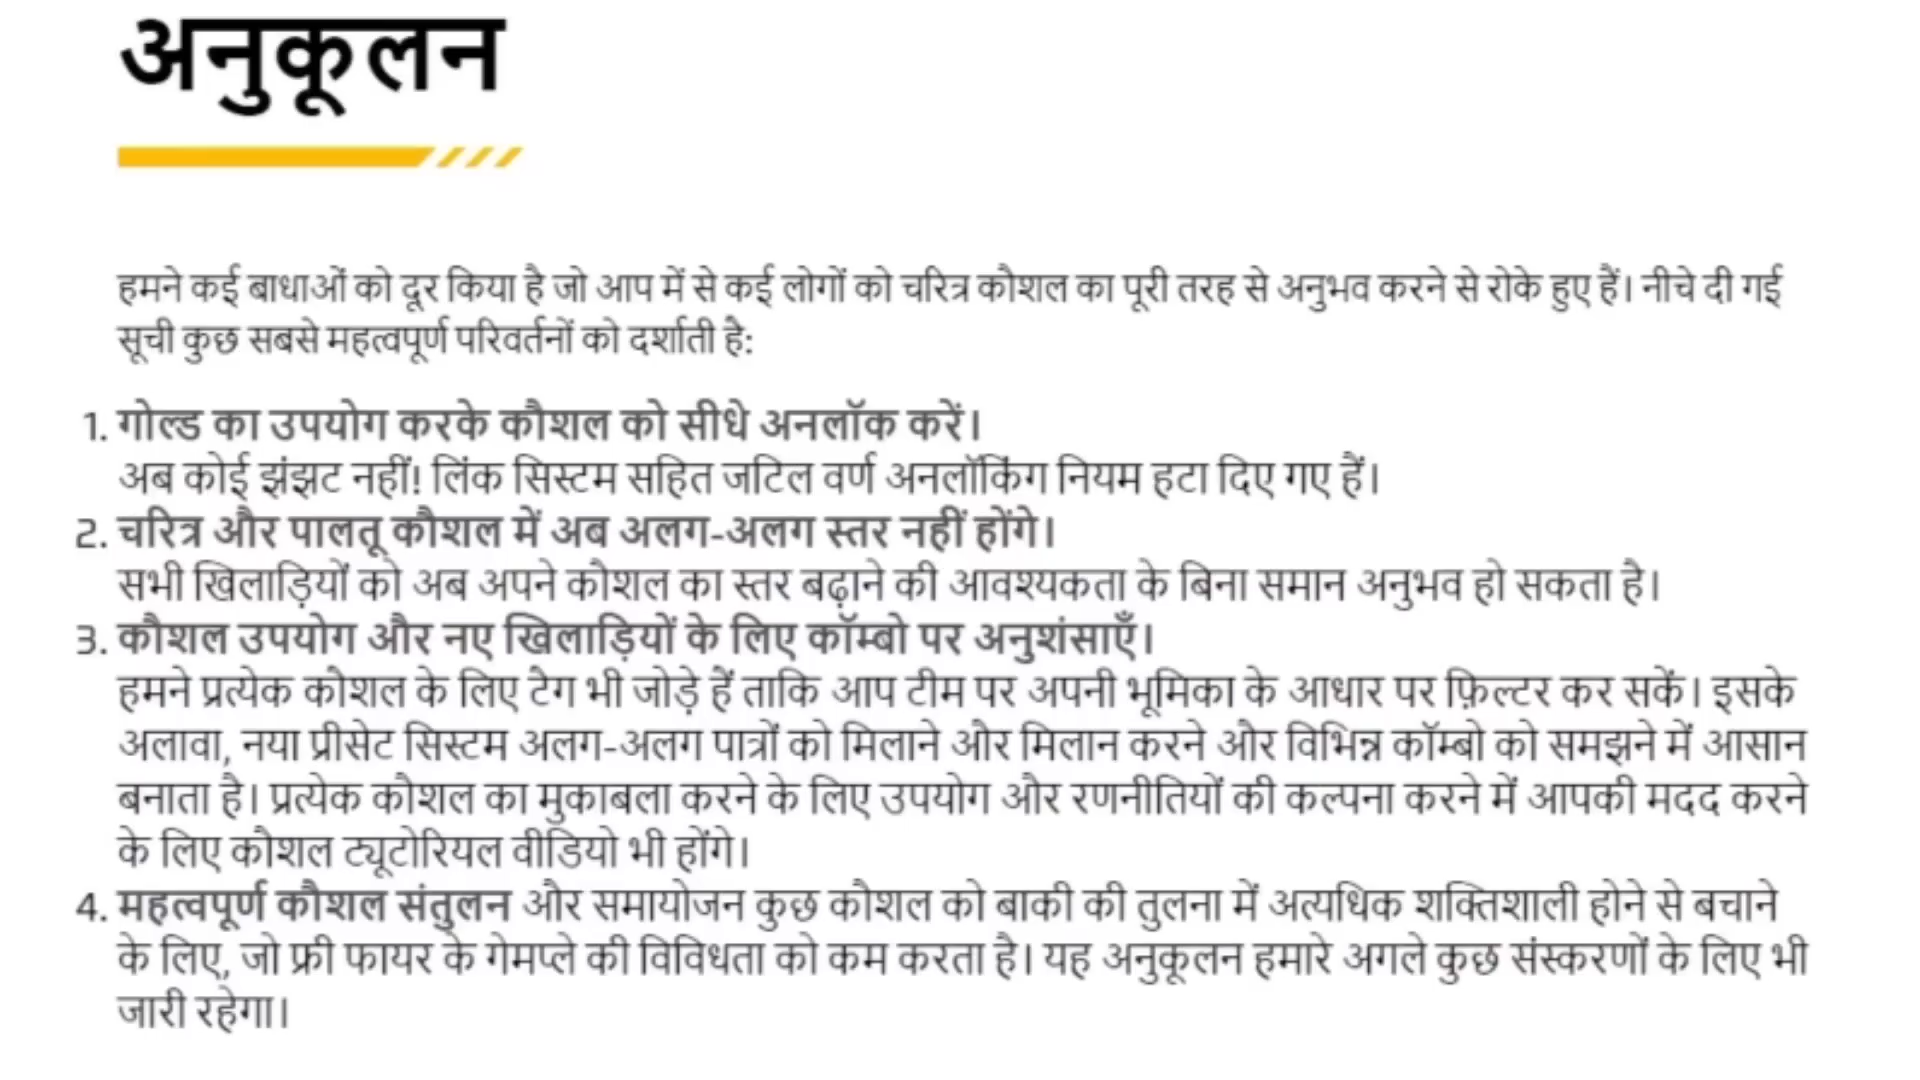 अनुकूलन
हमने कई बाधाओं को दूर किया है जो आप में से कई लोगों को चरित्र कौशल का पूरी तरह से अनुभव करने से रोके हुए हैं। नीचे दी गई
सूची कुछ सबसे महत्वपूर्ण परिवर्तनों को दर्शाती है:
1. गोल्ड का उपयोग करके कौशल को सीधे अनलॉक करें।
अब कोई झंझट नहीं! लिंक सिस्टम सहित जटिल वर्ण अनलॉकिंग नियम हटा दिए गए हैं।
2. चरित्र और पालतू कौशल में अब अलग-अलग स्तर नहीं होंगे।
सभी खिलाड़ियों को अब अपने कौशल का स्तर बढ़ाने की आवश्यकता के बिना समान अनुभव हो सकता है।
3. कौशल उपयोग और नए खिलाड़ियों के लिए कॉम्बो पर अनुशंसाएँ।
हमने प्रत्येक कौशल के लिए टैग भी जोड़े हैं ताकि आप टीम पर अपनी भूमिका के आधार पर फ़िल्टर कर सकें। इसके
अलावा, नया प्रीसेट सिस्टम अलग-अलग पात्रों को मिलाने और मिलान करने और विभिन्न कॉम्बो को समझने में आसान
बनाता है। प्रत्येक कौशल का मुकाबला करने के लिए उपयोग और रणनीतियों की कल्पना करने में आपकी मदद करने
के लिए कौशल ट्यूटोरियल वीडियो भी होंगे।
4. महत्वपूर्ण कौशल संतुलन और समायोजन कुछ कौशल को बाकी की तुलना में अत्यधिक शक्तिशाली होने से बचाने
के लिए, जो फ्री फायर के गेमप्ले की विविधता को कम करता है। यह अनुकूलन हमारे अगले कुछ संस्करणों के लिए भी
जारी रहेगा।